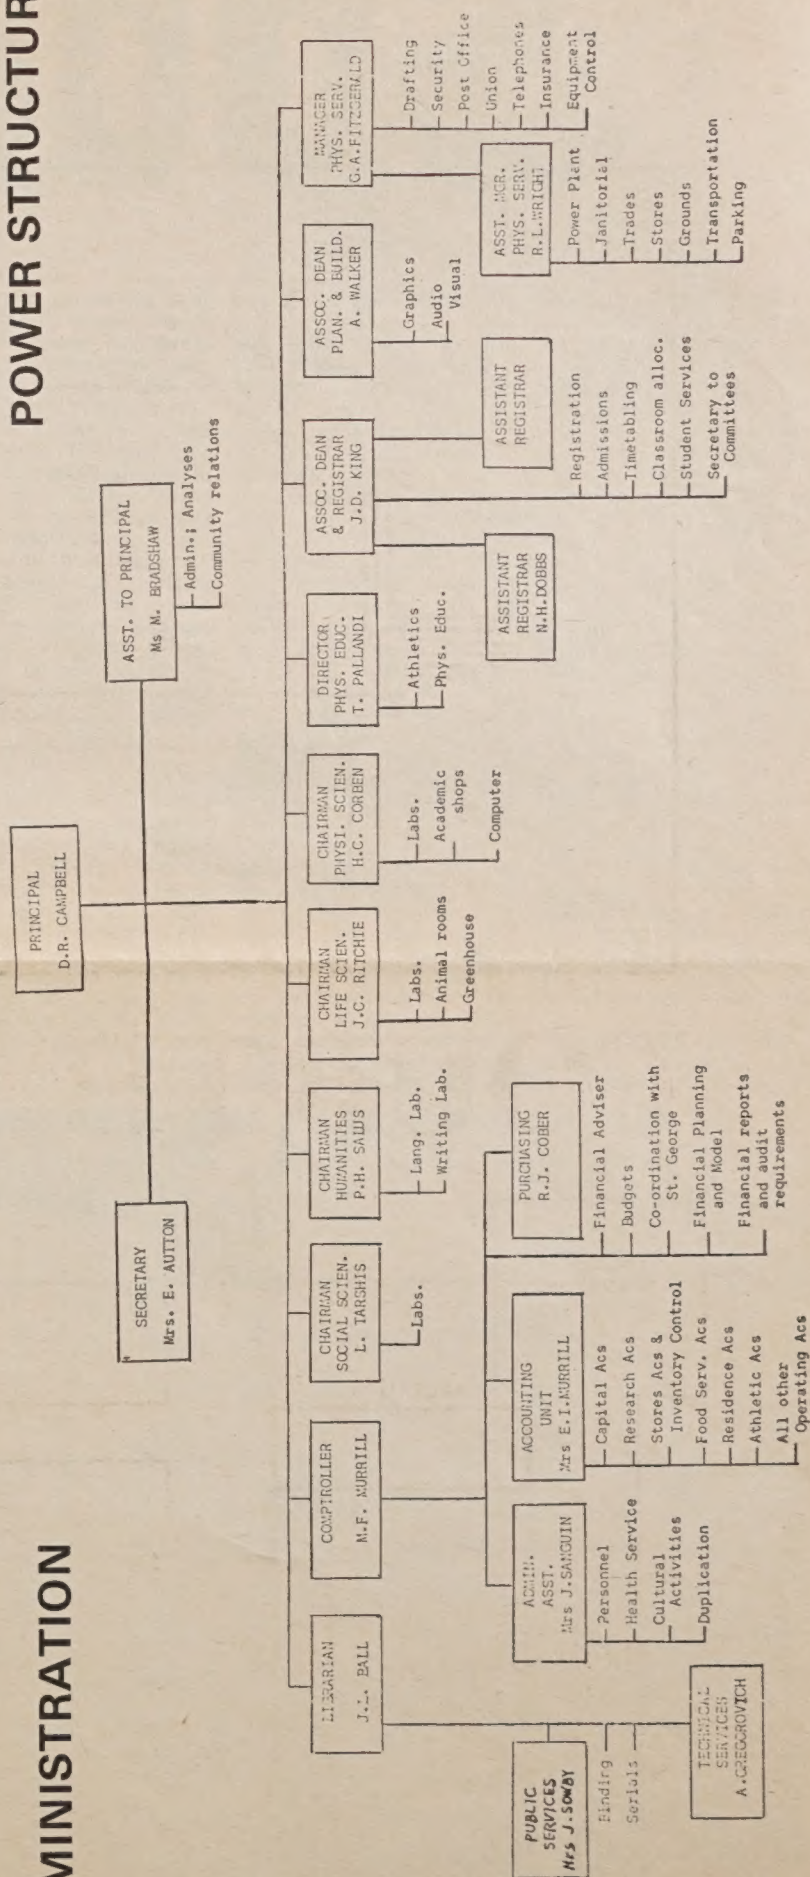 MINISTRATION
POWER STRUCTUR
PRINCIPAL
D.R. CAMPBELL
SECRETARY
Mrs. E. AUTTON
ASST. TO PRINCIPAL
Ms M. BRADSHAW
Admin.; Analyses
Community relations
LIBRARIAN
J.L. BALL
COMPTROLLER
M.F. MURRILL
CHAIRMAN
SOCIAL SCIEN.
L. TARSHIS
Labs.
CHAIRMAN
HUMANITIES
P.H. SALUS
Lang. Lab.
Writing Lab.
CHAIRMAN
LIFE SCIEN.
J.C. RITCHIE
Labs.
Animal rooms
Greenhouse
CHAIRMAN
PHYSI. SCIEN.
H.C. CORBEN
Labs.
Academic
shops
Computer
DIRECTOR
PHYS. EDUC.
T. PALLANDI
Athletics
Phys. Educ.
ASSOC. DEAN
& REGISTRAR
J.D. KING
ASSOC. DEAN
PLAN. & BUILD.
A. WALKER
Graphics
Audio
Visual
MANAGER
PHYS. SERV.
G.A.FITZGERALD
Drafting
Security
Post Office
Union
Telephones
Insurance
Equipment
Control
PUBLIC
SERVICES
Mrs J. SOWBY
Binding
Serials
TECHNICAL
SERVICES
A.GREGOROVICH
ADMIN.
ASST.
Mrs J.SANGUIN
Personnel
Health Service
Cultural
Activities
Duplication
ACCOUNTING
UNIT
Mrs E.I.MURRILL
Capital Acs
Research Acs
Stores Acs &
Inventory Control
Food Serv. Acs
Residence Acs
Athletic Acs
All other
Operating Acs
PURCHASING
R.J. COBER
Financial Adviser
Budgets
Co-ordination with
St. George
Financial Planning
and Model
Financial reports
and audit
requirements
ASSISTANT
REGISTRAR
N.H.DOBBS
ASSISTANT
REGISTRAR
Registration
Admissions
Timetabling
Classroom alloc.
Student Services
Secretary to
Committees
ASST. MGR.
PHYS. SERV.
R.L.WRIGHT
Power Plant
Janitorial
Trades
Stores
Grounds
Transportation
Parking